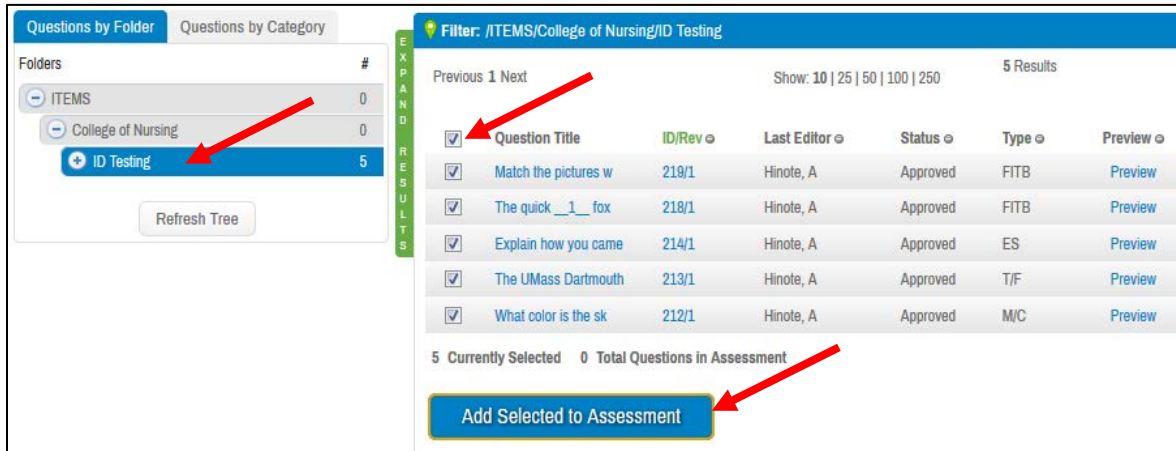 Questions by Folder Questions by Category
Folders #
ITEMS 0
College of Nursing 0
ID Testing 5
Refresh Tree
EXPAND RESULTS
Filter: /ITEMS/College of Nursing/ID Testing
Previous 1 Next Show: 10 | 25 | 50 | 100 | 250 5 Results
Question Title ID/Rev Last Editor Status Type Preview
Match the pictures w 219/1 Hinote, A Approved FITB Preview
The quick __1__ fox 218/1 Hinote, A Approved FITB Preview
Explain how you came 214/1 Hinote, A Approved ES Preview
The UMass Dartmouth 213/1 Hinote, A Approved T/F Preview
What color is the sk 212/1 Hinote, A Approved M/C Preview
5 Currently Selected 0 Total Questions in Assessment
Add Selected to Assessment